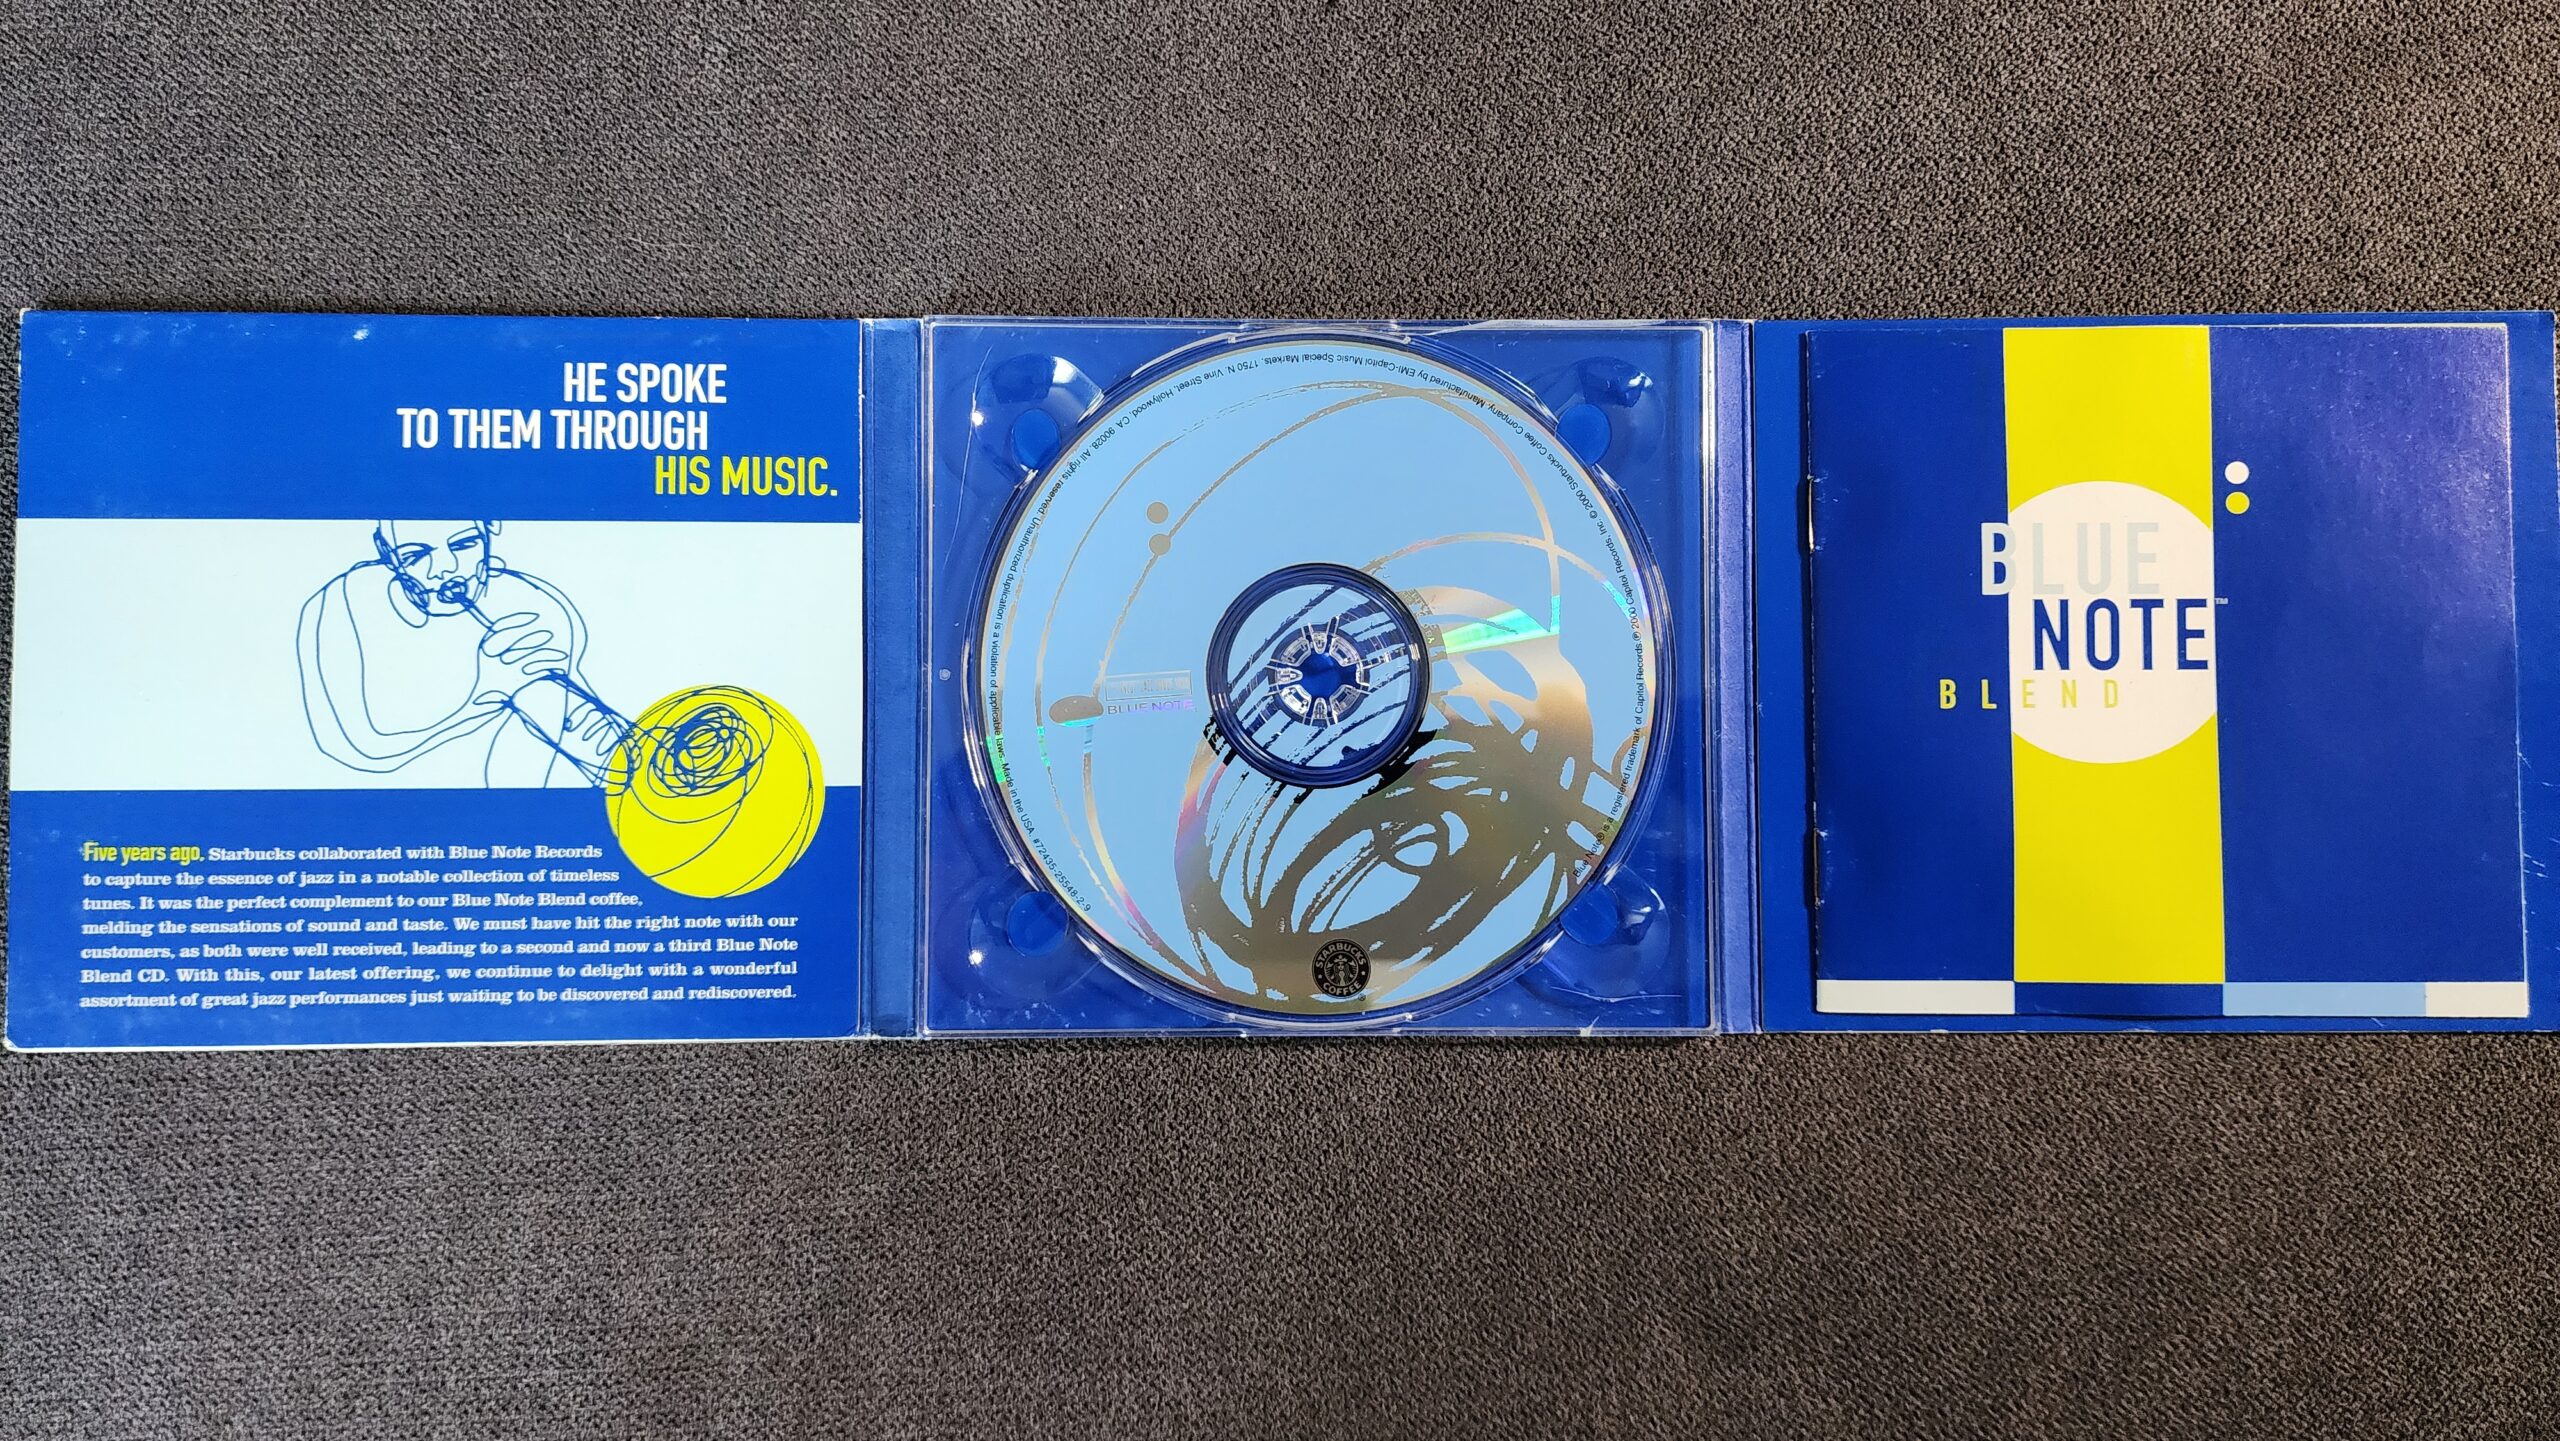 HE SPOKE
TO THEM THROUGH
HIS MUSIC.
Five years ago, Starbucks collaborated with Blue Note Records
to capture the essence of jazz in a notable collection of timeless
tunes. It was the perfect complement to our Blue Note Blend coffee,
melding the sensations of sound and taste. We must have hit the right note with our
customers, as both were well received, leading to a second and now a third Blue Note
Blend CD. With this, our latest offering, we continue to delight with a wonderful
assortment of great jazz performances just waiting to be discovered and rediscovered.
Blue Note® is a registered trademark of Capitol Records ℗ 2000 Capitol Records, Inc. © 2000 Starbucks Coffee Company. Manufactured by EMI-Capitol Music Special Markets, 1750 N. Vine Street, Hollywood, CA 90028. All rights reserved. Unauthorized duplication is a violation of applicable laws. Made in the USA. #72435-25548-2-9
BLUE NOTE
STARBUCKS
COFFEE
®
BLUE
NOTE™
BLEND